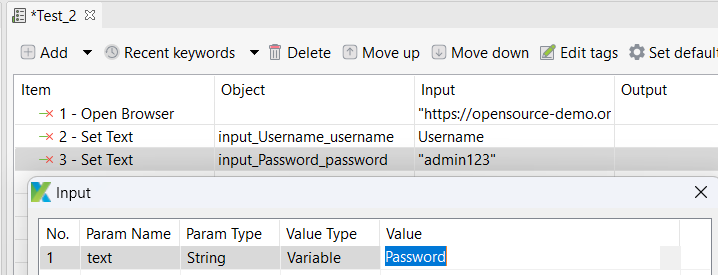 *Test_2
Add Recent keywords Delete Move up Move down Edit tags Set defaul
Item Object Input Output
1 - Open Browser "https://opensource-demo.or
2 - Set Text input_Username_username Username
3 - Set Text input_Password_password "admin123"
Input
No. Param Name Param Type Value Type Value
1 text String Variable Password